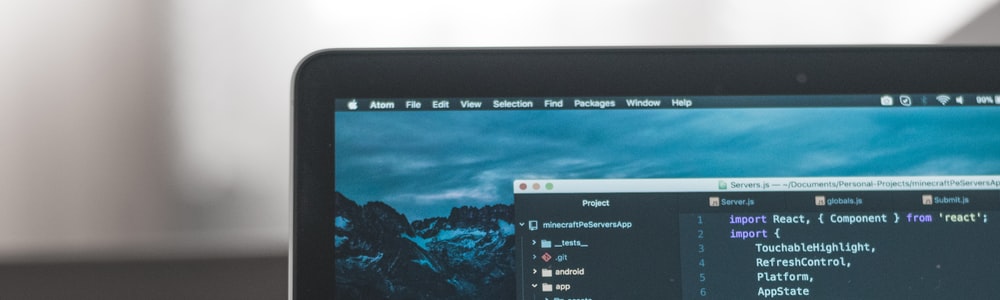 Atom File Edit View Selection Find Packages Window Help
Servers.js — ~/Documents/Personal-Projects/minecraftPeServersAp
Project
Server.js globals.js Submit.js
minecraftPeServersApp
__tests__
.git
android
app
1 import React, { Component } from 'react';
2 import {
3 TouchableHighlight,
4 RefreshControl,
5 Platform,
6 AppState